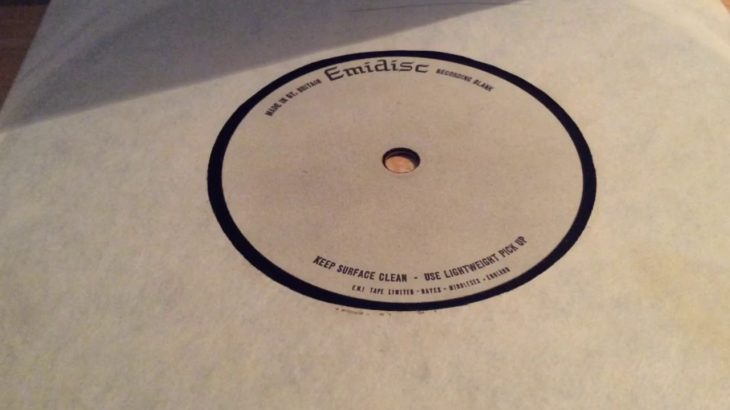 MADE IN GT. BRITAIN Emidisc RECORDING BLANK
KEEP SURFACE CLEAN - USE LIGHTWEIGHT PICK UP
E.M.I TAPE LIMITED - HAYES - MIDDLESEX - ENGLAND